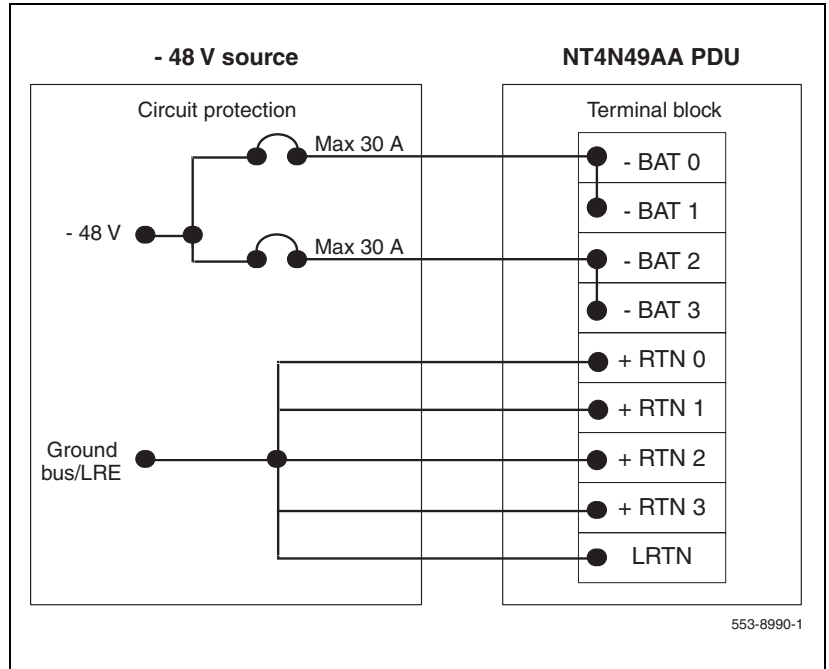 - 48 V source
NT4N49AA PDU
Circuit protection
Terminal block
Max 30 A
- BAT 0
- BAT 1
- 48 V
Max 30 A
- BAT 2
- BAT 3
+ RTN 0
+ RTN 1
Ground
bus/LRE
+ RTN 2
+ RTN 3
LRTN
553-8990-1